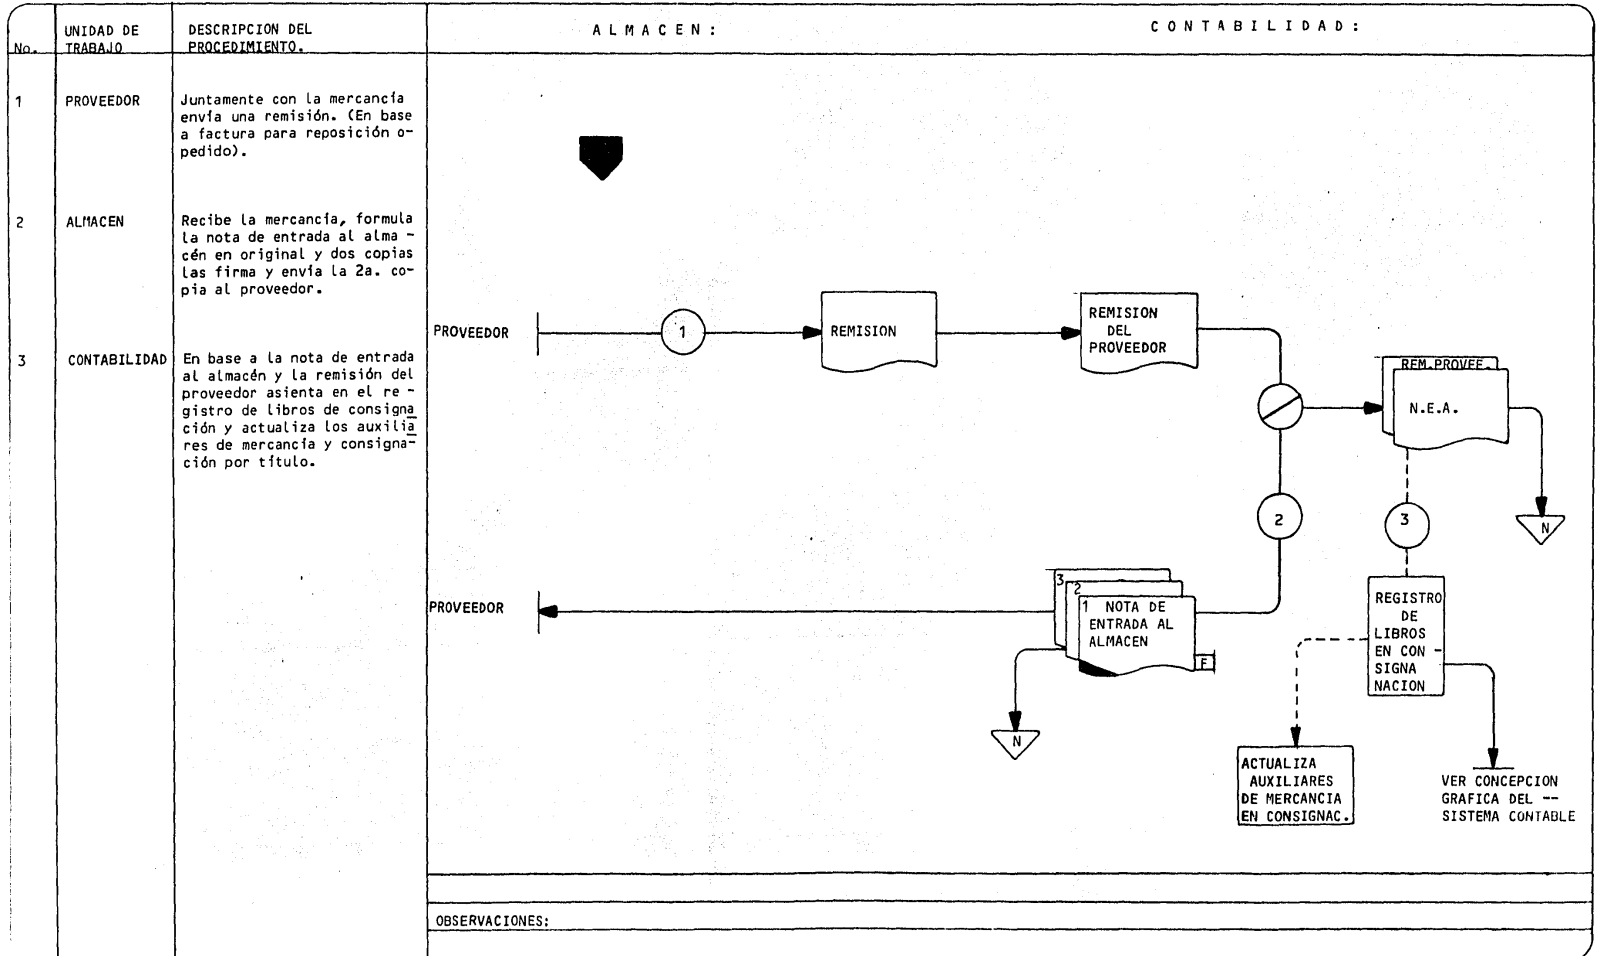 No.
UNIDAD DE
TRABAJO
DESCRIPCION DEL
PROCEDIMIENTO.
ALMACEN:
CONTABILIDAD:
1
PROVEEDOR
Juntamente con la mercancía
envía una remisión. (En base
a factura para reposición o-
pedido).
2
ALMACEN
Recibe la mercancía, formula
la nota de entrada al alma -
cén en original y dos copias
las firma y envía la 2a. co-
pia al proveedor.
3
CONTABILIDAD
En base a la nota de entrada
al almacén y la remisión del
proveedor asienta en el re -
gistro de libros de consigna
ción y actualiza los auxilia
res de mercancía y consigna-
ción por título.
PROVEEDOR
1
REMISION
REMISION
DEL
PROVEEDOR
REM.PROVEE.
N.E.A.
N
2
3
PROVEEDOR
3
2
1 NOTA DE
ENTRADA AL
ALMACEN
F
N
REGISTRO
DE
LIBROS
EN CON -
SIGNA
NACION
ACTUALIZA
AUXILIARES
DE MERCANCIA
EN CONSIGNAC.
VER CONCEPCION
GRAFICA DEL --
SISTEMA CONTABLE
OBSERVACIONES: